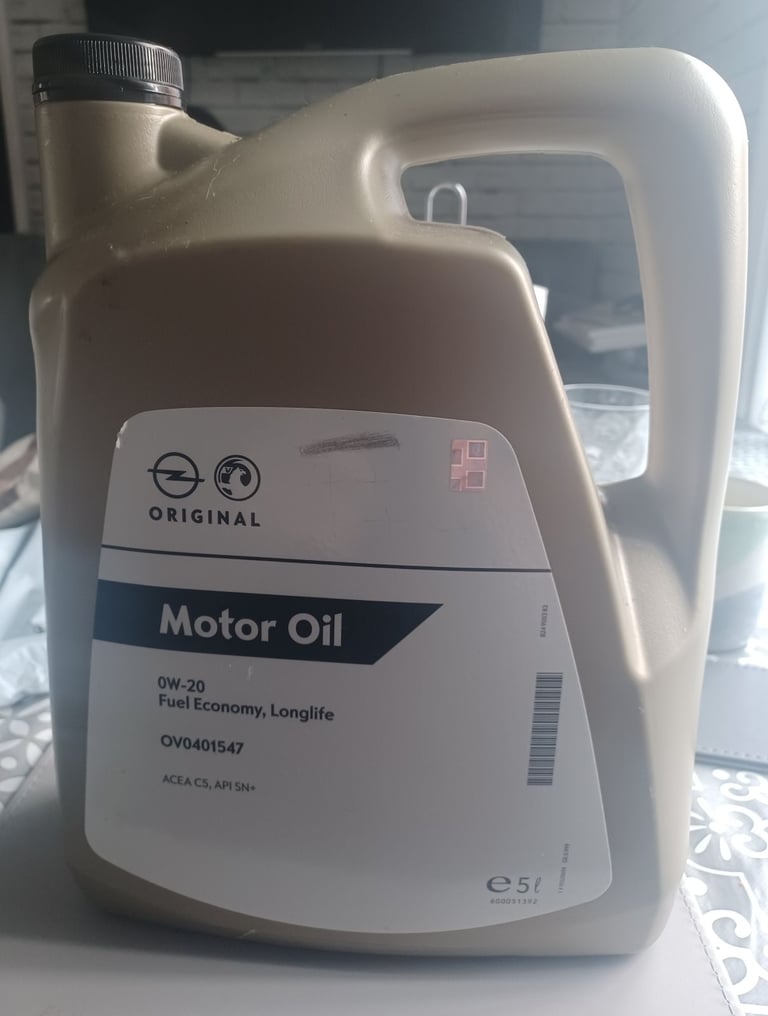 ORIGINAL
Motor Oil
0W-20
Fuel Economy, Longlife
OV0401547
ACEA C5, API SN+
e 5ℓ